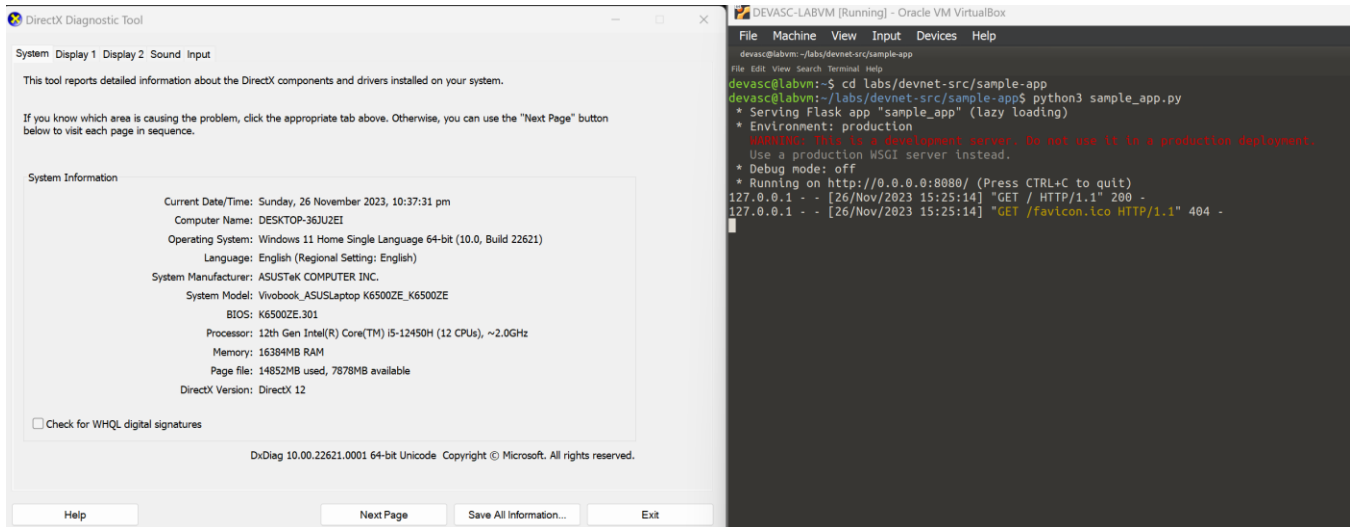 DirectX Diagnostic Tool
System Display 1 Display 2 Sound Input
This tool reports detailed information about the DirectX components and drivers installed on your system.
If you know which area is causing the problem, click the appropriate tab above. Otherwise, you can use the "Next Page" button
below to visit each page in sequence.
System Information
Current Date/Time: Sunday, 26 November 2023, 10:37:31 pm
Computer Name: DESKTOP-36JU2EI
Operating System: Windows 11 Home Single Language 64-bit (10.0, Build 22621)
Language: English (Regional Setting: English)
System Manufacturer: ASUSTeK COMPUTER INC.
System Model: Vivobook_ASUSLaptop K6500ZE_K6500ZE
BIOS: K6500ZE.301
Processor: 12th Gen Intel(R) Core(TM) i5-12450H (12 CPUs), ~2.0GHz
Memory: 16384MB RAM
Page file: 14852MB used, 7878MB available
DirectX Version: DirectX 12
Check for WHQL digital signatures
DxDiag 10.00.22621.0001 64-bit Unicode Copyright © Microsoft. All rights reserved.
Help Next Page Save All Information... Exit
DEVASC-LABVM [Running] - Oracle VM VirtualBox
File Machine View Input Devices Help
devasc@labvm: ~/labs/devnet-src/sample-app
File Edit View Search Terminal Help
devasc@labvm:~$ cd labs/devnet-src/sample-app
devasc@labvm:~/labs/devnet-src/sample-app$ python3 sample_app.py
* Serving Flask app "sample_app" (lazy loading)
* Environment: production
WARNING: This is a development server. Do not use it in a production deployment.
Use a production WSGI server instead.
* Debug mode: off
* Running on http://0.0.0.0:8080/ (Press CTRL+C to quit)
127.0.0.1 - - [26/Nov/2023 15:25:14] "GET / HTTP/1.1" 200 -
127.0.0.1 - - [26/Nov/2023 15:25:14] "GET /favicon.ico HTTP/1.1" 404 -